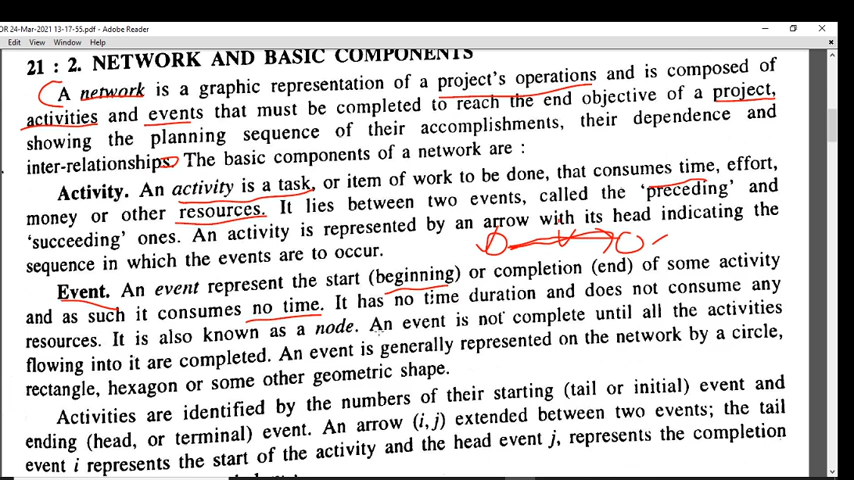 OR 24-Mar-2021 13-17-55.pdf - Adobe Reader
Edit View Window Help
21 : 2. NETWORK AND BASIC COMPONENTS
A network is a graphic representation of a project's operations and is composed of
activities and events that must be completed to reach the end objective of a project,
showing the planning sequence of their accomplishments, their dependence and
inter-relationships. The basic components of a network are :
Activity. An activity is a task, or item of work to be done, that consumes time, effort,
money or other resources. It lies between two events, called the ‘preceding’ and
‘succeeding’ ones. An activity is represented by an arrow with its head indicating the
sequence in which the events are to occur.
Event. An event represent the start (beginning) or completion (end) of some activity
and as such it consumes no time. It has no time duration and does not consume any
resources. It is also known as a node. An event is not complete until all the activities
flowing into it are completed. An event is generally represented on the network by a circle,
rectangle, hexagon or some other geometric shape.
Activities are identified by the numbers of their starting (tail or initial) event and
ending (head, or terminal) event. An arrow (i, j) extended between two events; the tail
event i represents the start of the activity and the head event j, represents the completion